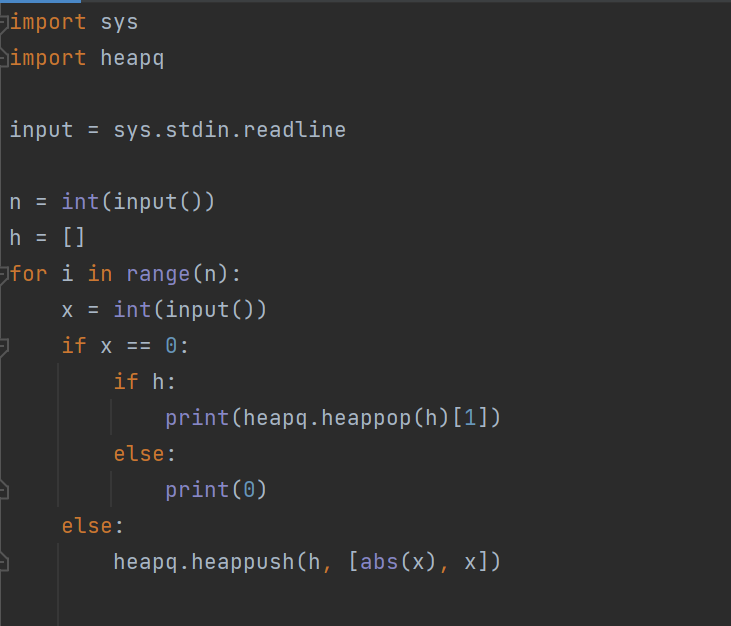 import sys
import heapq
input = sys.stdin.readline
n = int(input())
h = []
for i in range(n):
    x = int(input())
    if x == 0:
        if h:
            print(heapq.heappop(h)[1])
        else:
            print(0)
    else:
        heapq.heappush(h, [abs(x), x])